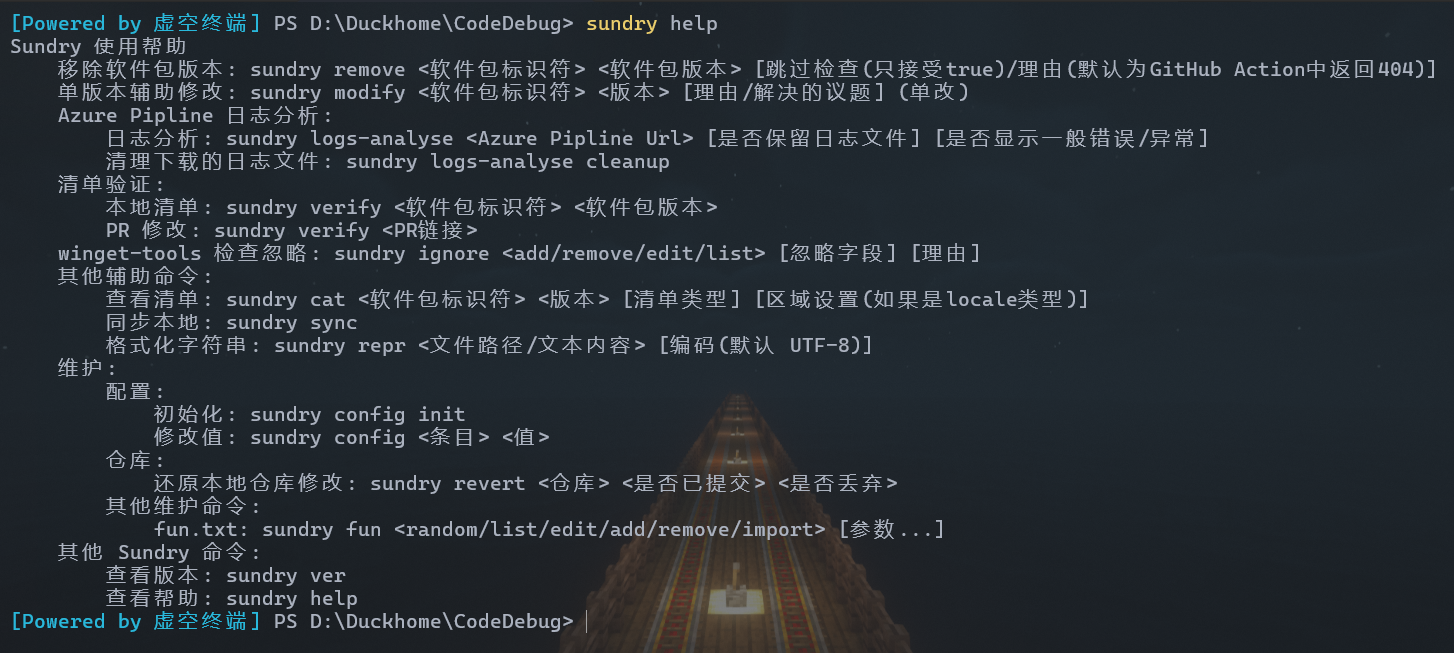 [Powered by 虚空终端] PS D:\Duckhome\CodeDebug> sundry help
Sundry 使用帮助
    移除软件包版本: sundry remove <软件包标识符> <软件包版本> [跳过检查(只接受true)/理由(默认为GitHub Action中返回404)]
    单版本辅助修改: sundry modify <软件包标识符> <版本> [理由/解决的议题] (单改)
    Azure Pipline 日志分析:
        日志分析: sundry logs-analyse <Azure Pipline Url> [是否保留日志文件] [是否显示一般错误/异常]
        清理下载的日志文件: sundry logs-analyse cleanup
    清单验证:
        本地清单: sundry verify <软件包标识符> <软件包版本>
        PR 修改: sundry verify <PR链接>
    winget-tools 检查忽略: sundry ignore <add/remove/edit/list> [忽略字段] [理由]
    其他辅助命令:
        查看清单: sundry cat <软件包标识符> <版本> [清单类型] [区域设置(如果是locale类型)]
        同步本地: sundry sync
        格式化字符串: sundry repr <文件路径/文本内容> [编码(默认 UTF-8)]
    维护:
        配置:
            初始化: sundry config init
            修改值: sundry config <条目> <值>
        仓库:
            还原本地仓库修改: sundry revert <仓库> <是否已提交> <是否丢弃>
        其他维护命令:
            fun.txt: sundry fun <random/list/edit/add/remove/import> [参数...]
    其他 Sundry 命令:
        查看版本: sundry ver
        查看帮助: sundry help
[Powered by 虚空终端] PS D:\Duckhome\CodeDebug>